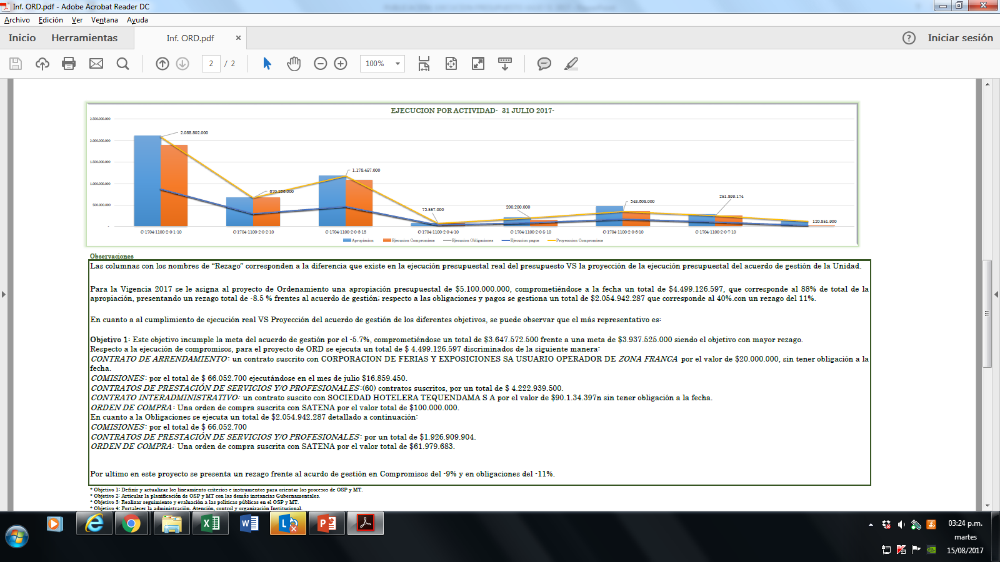 Inf. ORD.pdf - Adobe Acrobat Reader DC
Archivo Edición Ver Ventana Ayuda
Inicio Herramientas Inf. ORD.pdf × ? Iniciar sesión
2 / 2 100%
EJECUCION POR ACTIVIDAD- 31 JULIO 2017-
2.500.000.000
2.000.000.000
1.500.000.000
1.000.000.000
500.000.000
-
2.088.802.000
670.266.000
1.178.457.000
75.557.000
200.200.000
348.608.000
251.899.174
120.851.900
C-1704-1100-2-0-1-10 C-1704-1100-2-0-2-10 C-1704-1100-2-0-3-15 C-1704-1100-2-0-4-10 C-1704-1100-2-0-5-10 C-1704-1100-2-0-6-10 C-1704-1100-2-0-7-10
Apropiacion Ejecucion Compromisos Ejecucion Obligaciones Ejecucion pagos Proyeccion Compromisos
Observaciones
Las columnas con los nombres de “Rezago” corresponden a la diferencia que existe en la ejecución presupuestal real del presupuesto VS la proyección de la ejecución presupuestal del acuerdo de gestión de la Unidad.
Para la Vigencia 2017 se le asigna al proyecto de Ordenamiento una apropiación presupuestal de $5.100.000.000, comprometiéndose a la fecha un total de $4.499.126.597, que corresponde al 88% de total de la
apropiación, presentando un rezago total de -8.5 % frentes al acuerdo de gestión; respecto a las obligaciones y pagos se gestiona un total de $2.054.942.287 que corresponde al 40%.con un rezago del 11%.
En cuanto a al cumplimiento de ejecución real VS Proyección del acuerdo de gestión de los diferentes objetivos, se puede observar que el más representativo es:
Objetivo 1: Este objetivo incumple la meta del acuerdo de gestión por el -5.7%, comprometiéndose un total de $3.647.572.500 frente a una meta de $3.937.525.000 siendo el objetivo con mayor rezago.
Respecto a la ejecución de compromisos, para el proyecto de ORD se ejecuta un total de $ 4.499.126.597 discriminados de la siguiente manera:
CONTRATO DE ARRENDAMIENTO: un contrato suscrito con CORPORACION DE FERIAS Y EXPOSICIONES SA USUARIO OPERADOR DE ZONA FRANCA por el valor de $20.000.000, sin tener obligación a la
fecha.
COMISIONES: por el total de $ 66.052.700 ejecutándose en el mes de julio $16.859.450.
CONTRATOS DE PRESTACIÓN DE SERVICIOS Y/O PROFESIONALES:(60) contratos suscritos, por un total de $ 4.222.939.500.
CONTRATO INTERADMINISTRATIVO: un contrato suscito con SOCIEDAD HOTELERA TEQUENDAMA S A por el valor de $90.1.34.397n sin tener obligación a la fecha.
ORDEN DE COMPRA: Una orden de compra suscrita con SATENA por el valor total de $100.000.000.
En cuanto a la Obligaciones se ejecuta un total de $2.054.942.287 detallado a continuación:
COMISIONES: por el total de $ 66.052.700
CONTRATOS DE PRESTACIÓN DE SERVICIOS Y/O PROFESIONALES: por un total de $1.926.909.904.
ORDEN DE COMPRA: Una orden de compra suscrita con SATENA por el valor total de $61.979.683.
Por ultimo en este proyecto se presenta un rezago frente al acurdo de gestión en Compromisos del -9% y en obligaciones del -11%.
* Objetivo 1: Definir y actualizar los lineamiento criterios e instrumentos para orientar los procesos de OSP y MT.
* Objetivo 2: Articular la planificación de OSP y MT con las demás instancias Gubernamentales.
* Objetivo 3: Realizar seguimiento y evaluación a las políticas públicas en el OSP y MT.
* Objetivo 4: Fortalecer la administración. Atención, control y organización Institucional.
03:24 p.m.
martes
15/08/2017